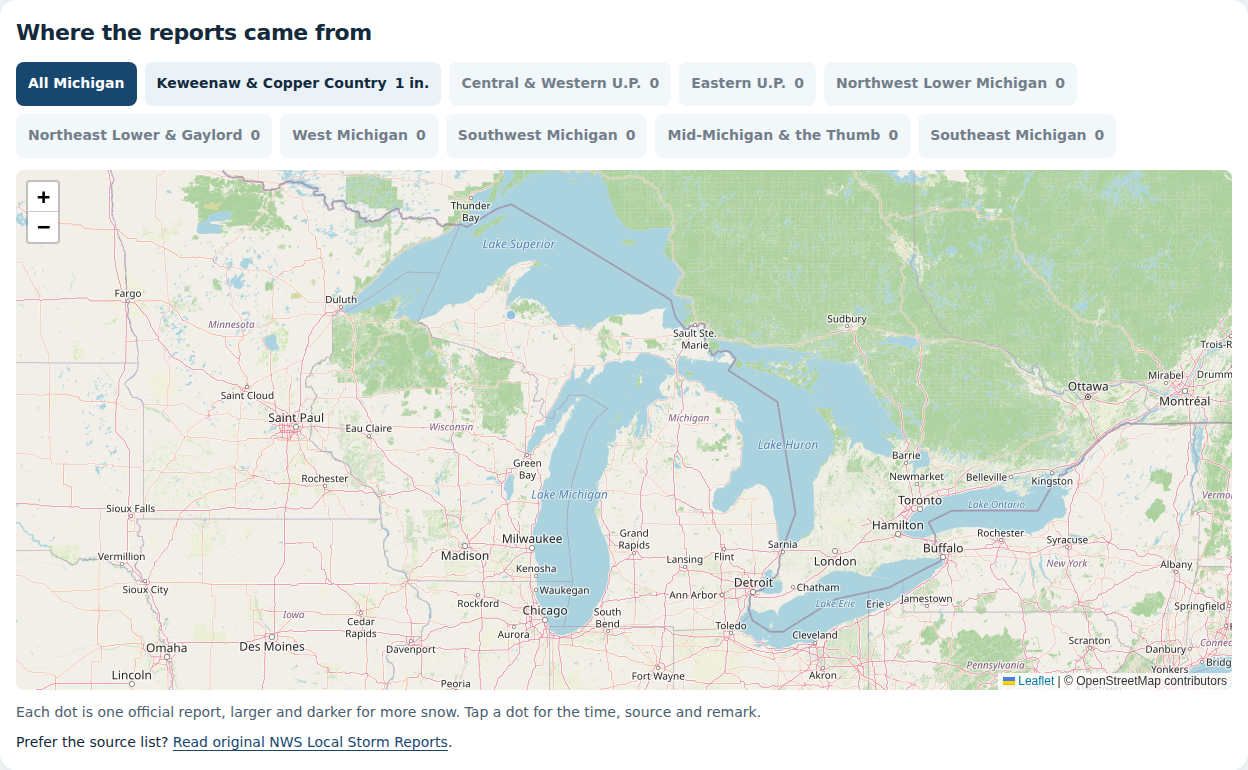 Where the reports came from
All Michigan
Keweenaw & Copper Country 1 in.
Central & Western U.P. 0
Eastern U.P. 0
Northwest Lower Michigan 0
Northeast Lower & Gaylord 0
West Michigan 0
Southwest Michigan 0
Mid-Michigan & the Thumb 0
Southeast Michigan 0
+
−
Thunder
Bay
Lake Superior
Fargo
Duluth
Minnesota
Sault Ste.
Marie
Sudbury
Trois-R
Mirabel
Drumm
Ottawa
Montréal
Saint Cloud
Saint Paul
Eau Claire
Wisconsin
Michigan
Lake Huron
Barrie
Green
Bay
Rochester
Newmarket
Belleville
Kingston
Lake Michigan
Toronto
Lake Ontario
Vermo
Sioux Falls
Hamilton
Rochester
Syracuse
Milwaukee
Grand
Rapids
Sarnia
Madison
Lansing
Flint
London
Buffalo
New York
Albany
Vermillion
Kenosha
Sioux City
Waukegan
Ann Arbor
Detroit
Chatham
Rockford
Chicago
South
Bend
Lake Erie
Erie
Jamestown
Springfield
Iowa
Cedar
Rapids
Aurora
Toledo
Cleveland
Omaha
Des Moines
Davenport
Scranton
Danbury
Connec
Lincoln
Peoria
Fort Wayne
Akron
Pennsylvania
Yonkers
Bridg
Leaflet | © OpenStreetMap contributors
Each dot is one official report, larger and darker for more snow. Tap a dot for the time, source and remark.
Prefer the source list? Read original NWS Local Storm Reports.